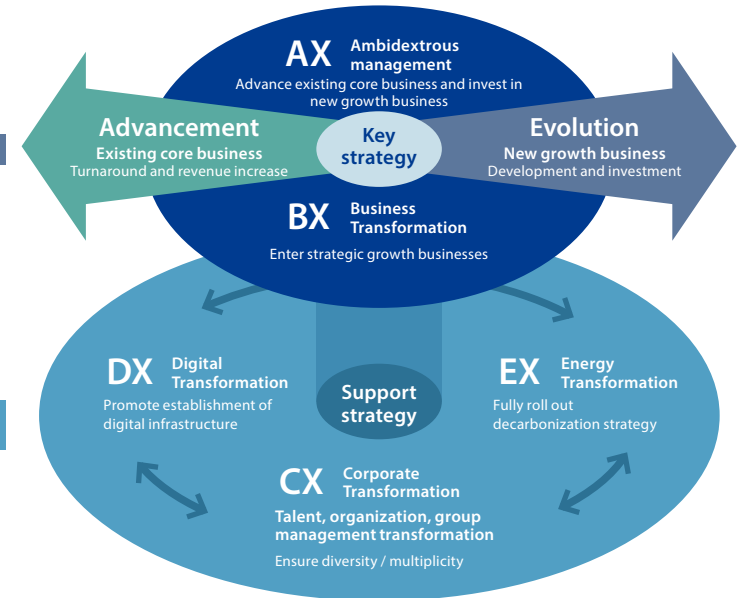 AX
Ambidextrous
management
Advance existing core business and invest in
new growth business
Advancement
Existing core business
Turnaround and revenue increase
Key
strategy
Evolution
New growth business
Development and investment
BX
Business
Transformation
Enter strategic growth businesses
DX
Digital
Transformation
Promote establishment of
digital infrastructure
Support
strategy
EX
Energy
Transformation
Fully roll out
decarbonization strategy
CX
Corporate
Transformation
Talent, organization, group
management transformation
Ensure diversity / multiplicity